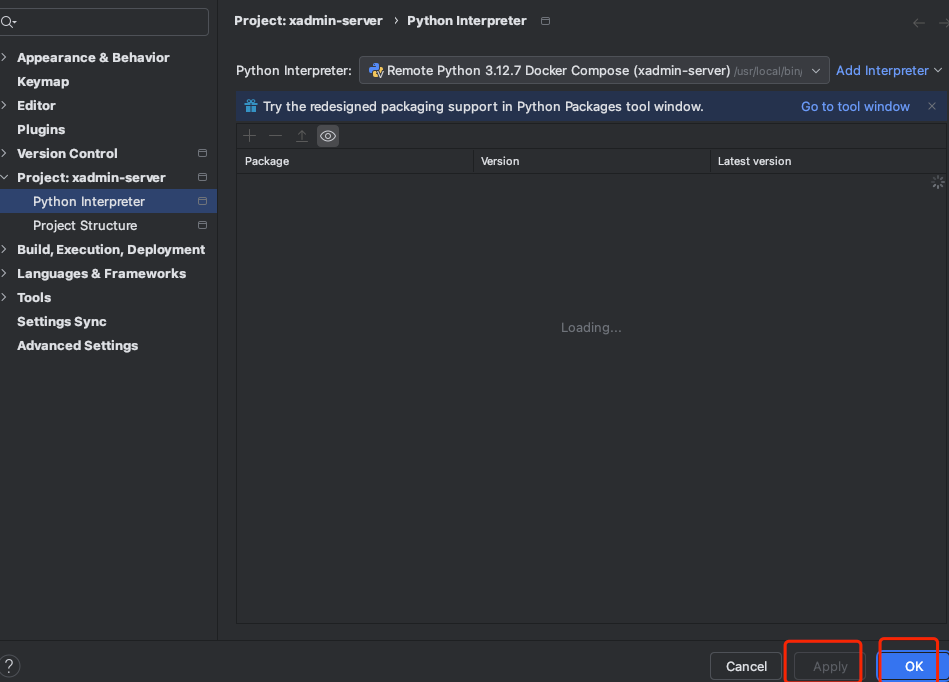 Project: xadmin-server › Python Interpreter
Appearance & Behavior
Keymap
Editor
Plugins
Version Control
Project: xadmin-server
Python Interpreter
Project Structure
Build, Execution, Deployment
Languages & Frameworks
Tools
Settings Sync
Advanced Settings
Python Interpreter: Remote Python 3.12.7 Docker Compose (xadmin-server) /usr/local/bin/ Add Interpreter
Try the redesigned packaging support in Python Packages tool window. Go to tool window
Package Version Latest version
Loading...
? Cancel Apply OK